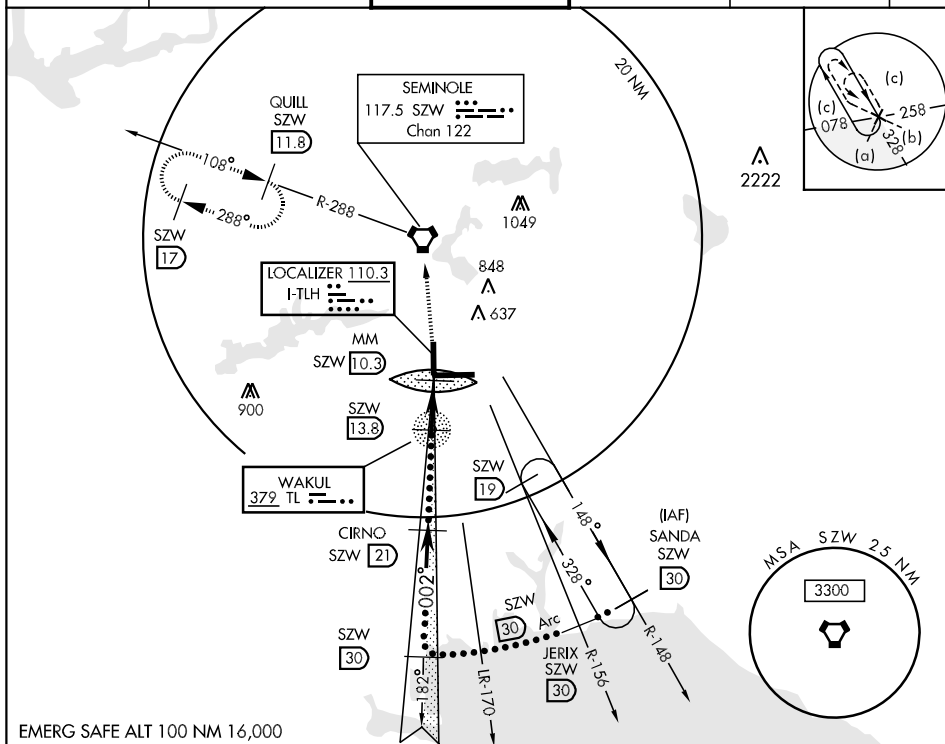 20 NM
SEMINOLE
117.5 SZW
Chan 122
QUILL
SZW
11.8
108°
288°
R-288
SZW
17
(c)
(c)
258
078
328
(b)
(a)
2222
1049
848
637
LOCALIZER 110.3
I-TLH
MM
SZW 10.3
900
SZW
13.8
WAKUL
379 TL
SZW
19
148°
328°
(IAF)
SANDA
SZW
30
CIRNO
SZW 21
002°
SZW
30
Arc
SZW
30
JERIX
SZW
30
182°
LR-170
R-156
R-148
MSA SZW 25 NM
3300
EMERG SAFE ALT 100 NM 16,000